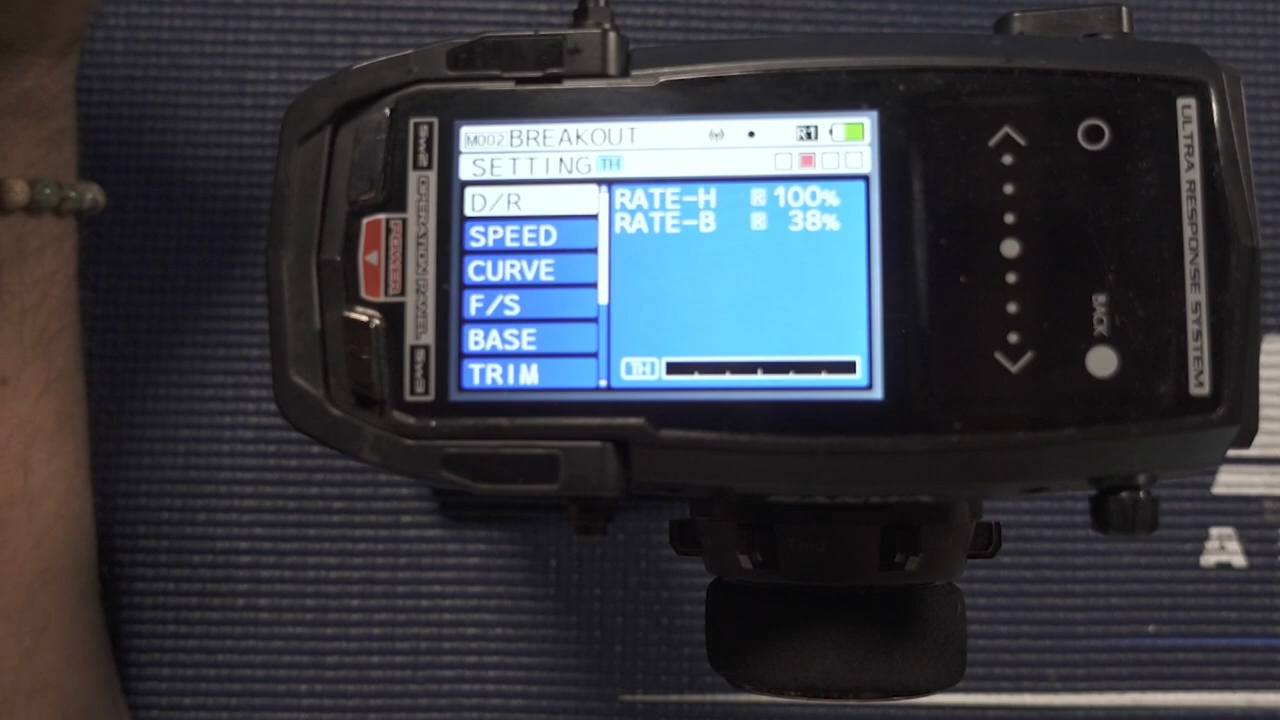 M002 BREAKOUT R1
SETTING TH
D/R
SPEED
CURVE
F/S
BASE
TRIM
RATE-H R 100%
RATE-B R 38%
TH
SW2
OPERATION PANEL
SW3
POWER
BACK
ULTRA RESPONSE SYSTEM
A